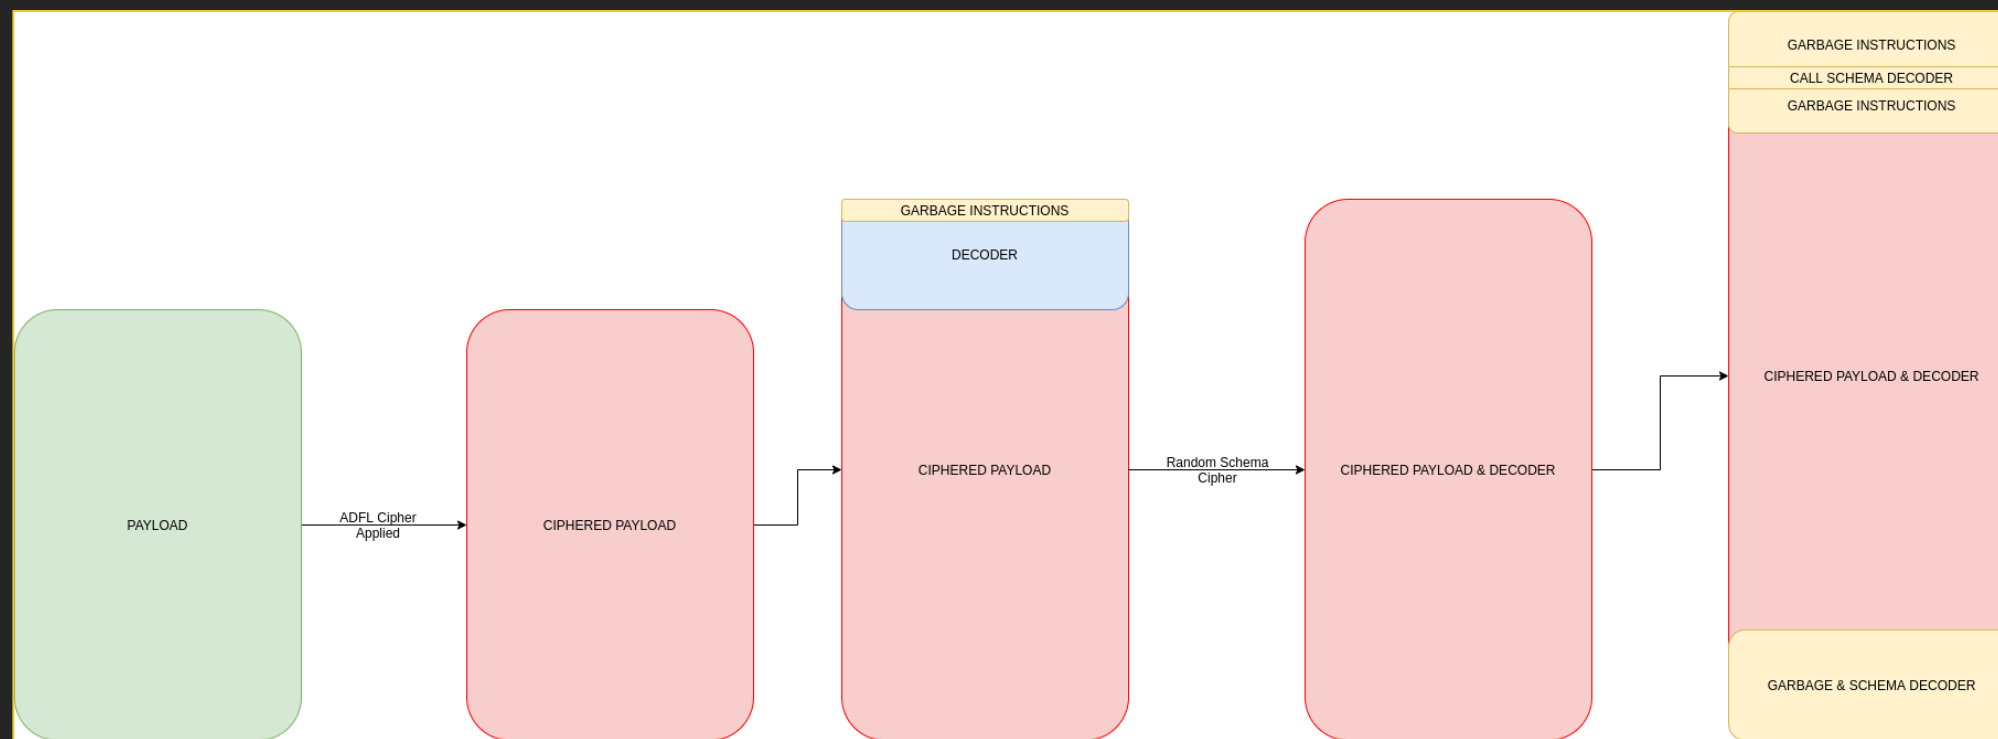 PAYLOAD
ADFL Cipher
Applied
CIPHERED PAYLOAD
GARBAGE INSTRUCTIONS
DECODER
CIPHERED PAYLOAD
Random Schema
Cipher
CIPHERED PAYLOAD & DECODER
GARBAGE INSTRUCTIONS
CALL SCHEMA DECODER
GARBAGE INSTRUCTIONS
CIPHERED PAYLOAD & DECODER
GARBAGE & SCHEMA DECODER